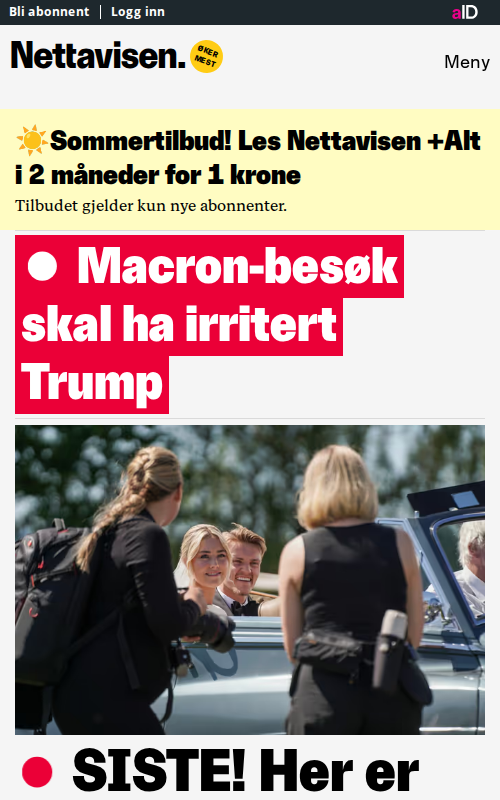 Bli abonnent | Logg inn
aID
Nettavisen.
ØKER
MEST
Meny
☀️Sommertilbud! Les Nettavisen +Alt
i 2 måneder for 1 krone
Tilbudet gjelder kun nye abonnenter.
Macron-besøk
skal ha irritert
Trump
SISTE! Her er